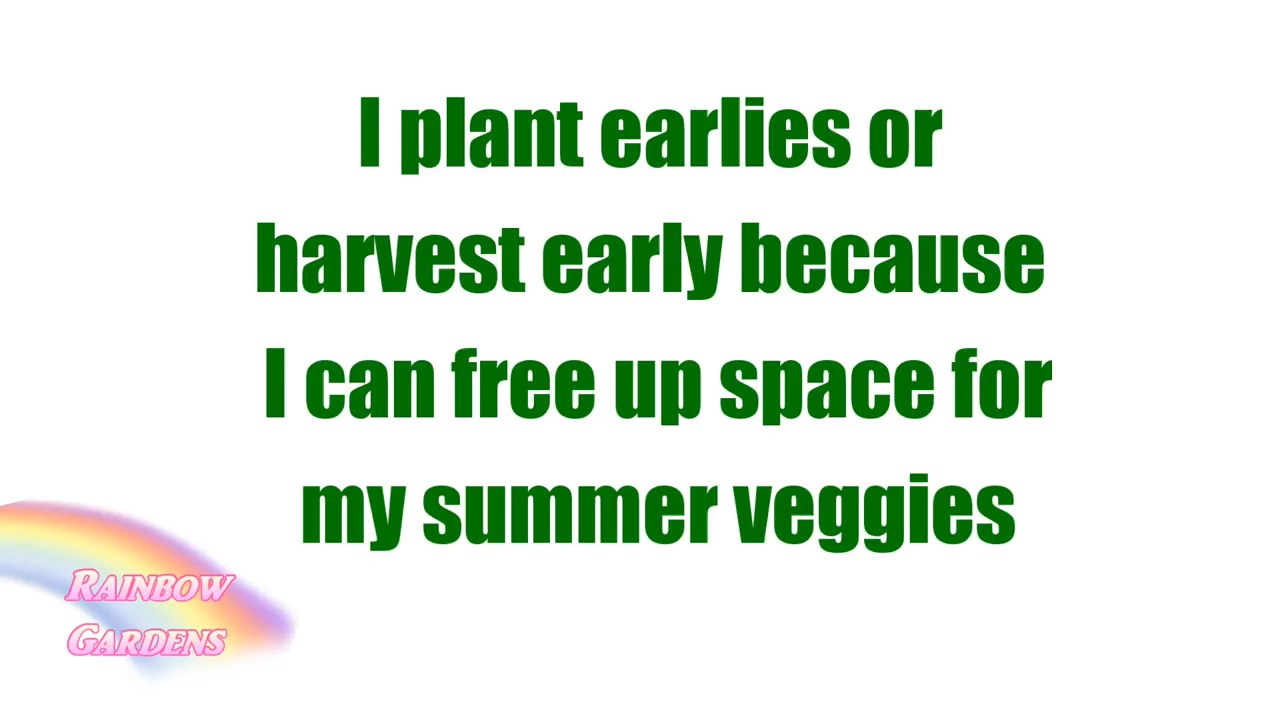 I plant earlies or
harvest early because
I can free up space for
my summer veggies
Rainbow
Gardens